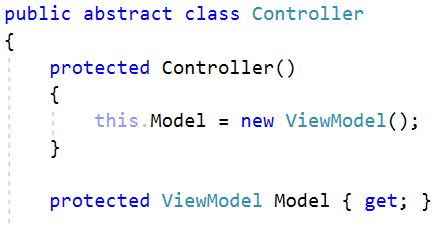 public abstract class Controller
{
    protected Controller()
    {
        this.Model = new ViewModel();
    }

    protected ViewModel Model { get; }